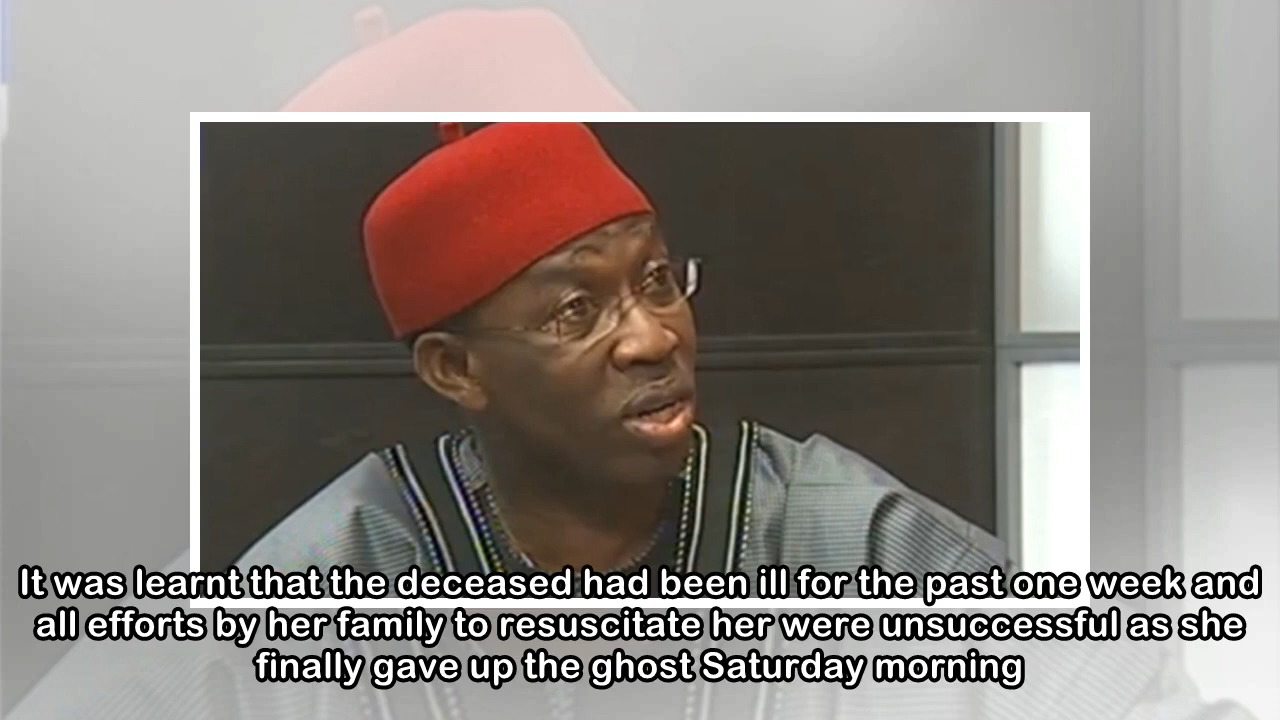 It was learnt that the deceased had been ill for the past one week and
all efforts by her family to resuscitate her were unsuccessful as she
finally gave up the ghost Saturday morning